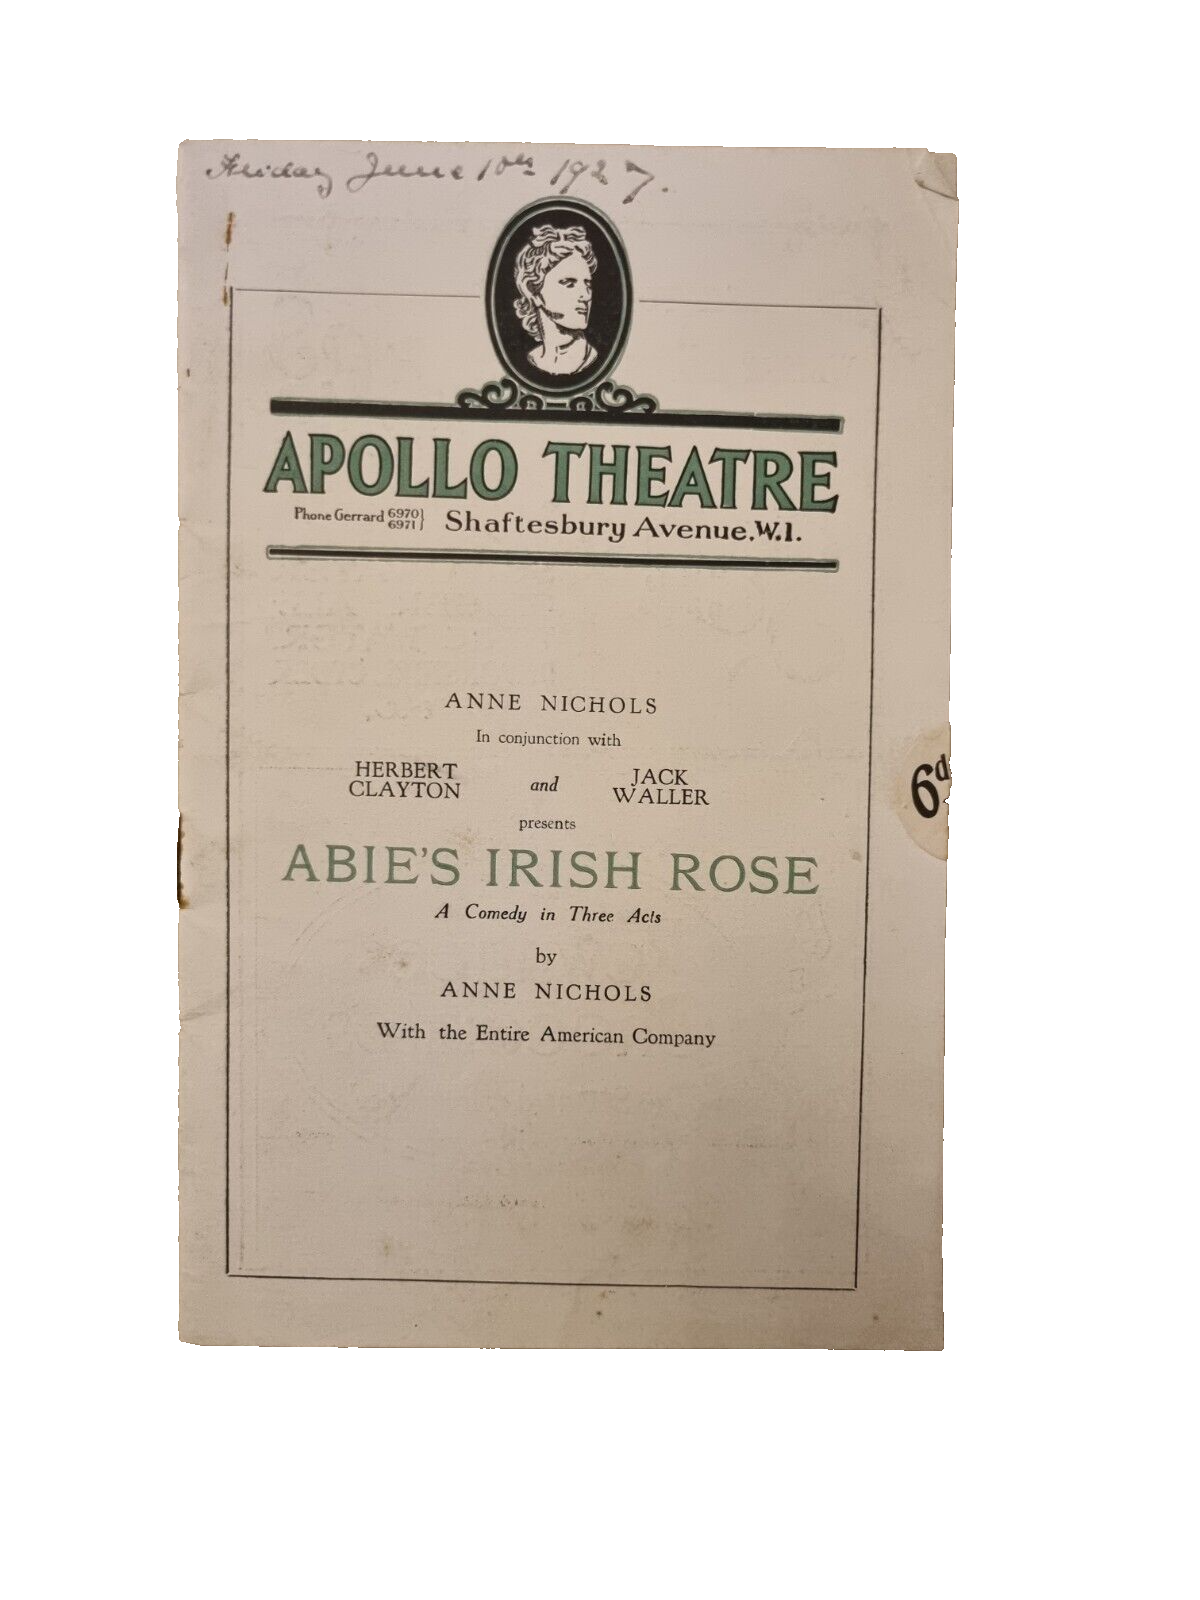 Friday June 10th 1927.
APOLLO THEATRE
Phone Gerrard 6970 } Shaftesbury Avenue. W.1.
6971
ANNE NICHOLS
In conjunction with
HERBERT CLAYTON and JACK WALLER
presents
6d
ABIE'S IRISH ROSE
A Comedy in Three Acts
by
ANNE NICHOLS
With the Entire American Company